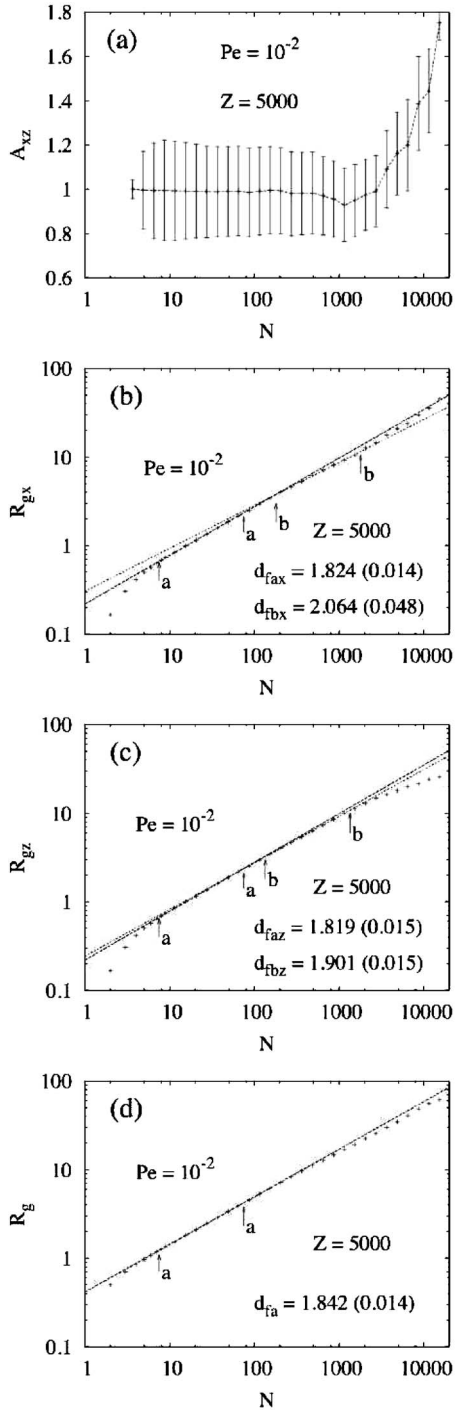 1.8
(a)
1.6
Pe = 10⁻²
1.4
Z = 5000
A_xz
1.2
1
0.8
0.6
1 10 100 1000 10000
N
100
(b)
10
Pe = 10⁻²
b
R_gx
a b
Z = 5000
1
a
d_fax = 1.824 (0.014)
d_fbx = 2.064 (0.048)
0.1
1 10 100 1000 10000
N
100
(c)
10
Pe = 10⁻²
b
R_gz
a b
Z = 5000
1
a
d_faz = 1.819 (0.015)
d_fbz = 1.901 (0.015)
0.1
1 10 100 1000 10000
N
100
(d)
Pe = 10⁻²
10
R_g
a
Z = 5000
1
a
d_fa = 1.842 (0.014)
0.1
1 10 100 1000 10000
N